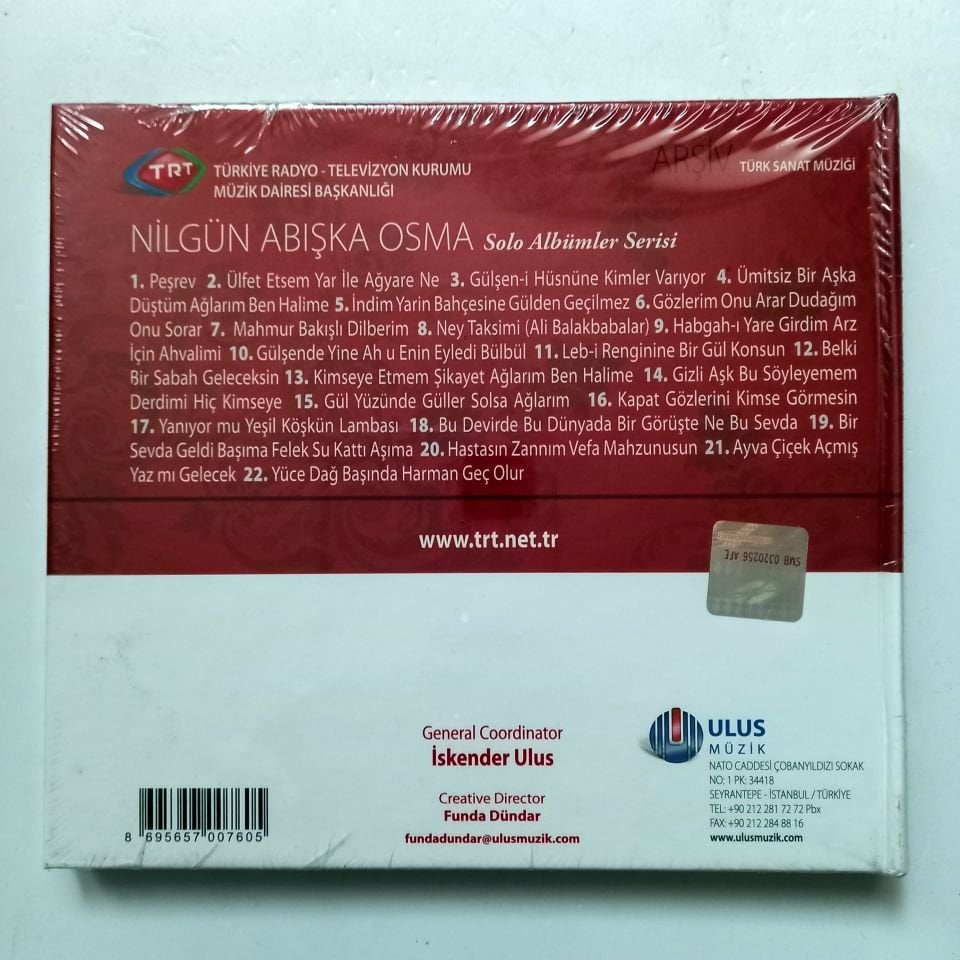 TRT
TÜRKİYE RADYO - TELEVİZYON KURUMU
MÜZİK DAİRESİ BAŞKANLIĞI
ARŞİV TÜRK SANAT MÜZİĞİ
NİLGÜN ABIŞKA OSMA Solo Albümler Serisi
1. Peşrev 2. Ülfet Etsem Yar İle Ağyare Ne 3. Gülşen-i Hüsnüne Kimler Varıyor 4. Ümitsiz Bir Aşka
Düştüm Ağlarım Ben Halime 5. İndim Yarin Bahçesine Gülden Geçilmez 6. Gözlerim Onu Arar Dudağım
Onu Sorar 7. Mahmur Bakışlı Dilberim 8. Ney Taksimi (Ali Balakbabalar) 9. Habgah-ı Yare Girdim Arz
İçin Ahvalimi 10. Gülşende Yine Ah u Enin Eyledi Bülbül 11. Leb-i Renginine Bir Gül Konsun 12. Belki
Bir Sabah Geleceksin 13. Kimseye Etmem Şikayet Ağlarım Ben Halime 14. Gizli Aşk Bu Söyleyemem
Derdimi Hiç Kimseye 15. Gül Yüzünde Güller Solsa Ağlarım 16. Kapat Gözlerini Kimse Görmesin
17. Yanıyor mu Yeşil Köşkün Lambası 18. Bu Devirde Bu Dünyada Bir Görüşte Ne Bu Sevda 19. Bir
Sevda Geldi Başıma Felek Su Kattı Aşıma 20. Hastasın Zannım Vefa Mahzunusun 21. Ayva Çiçek Açmış
Yaz mı Gelecek 22. Yüce Dağ Başında Harman Geç Olur
www.trt.net.tr
SMB 0320256 AFE
General Coordinator
İskender Ulus
Creative Director
Funda Dündar
fundadundar@ulusmuzik.com
ULUS
MÜZİK
NATO CADDESİ ÇOBANYILDIZI SOKAK
NO: 1 PK: 34418
SEYRANTEPE - İSTANBUL / TÜRKİYE
TEL: +90 212 281 72 72 Pbx
FAX: +90 212 284 88 16
www.ulusmuzik.com
8 695657 007605